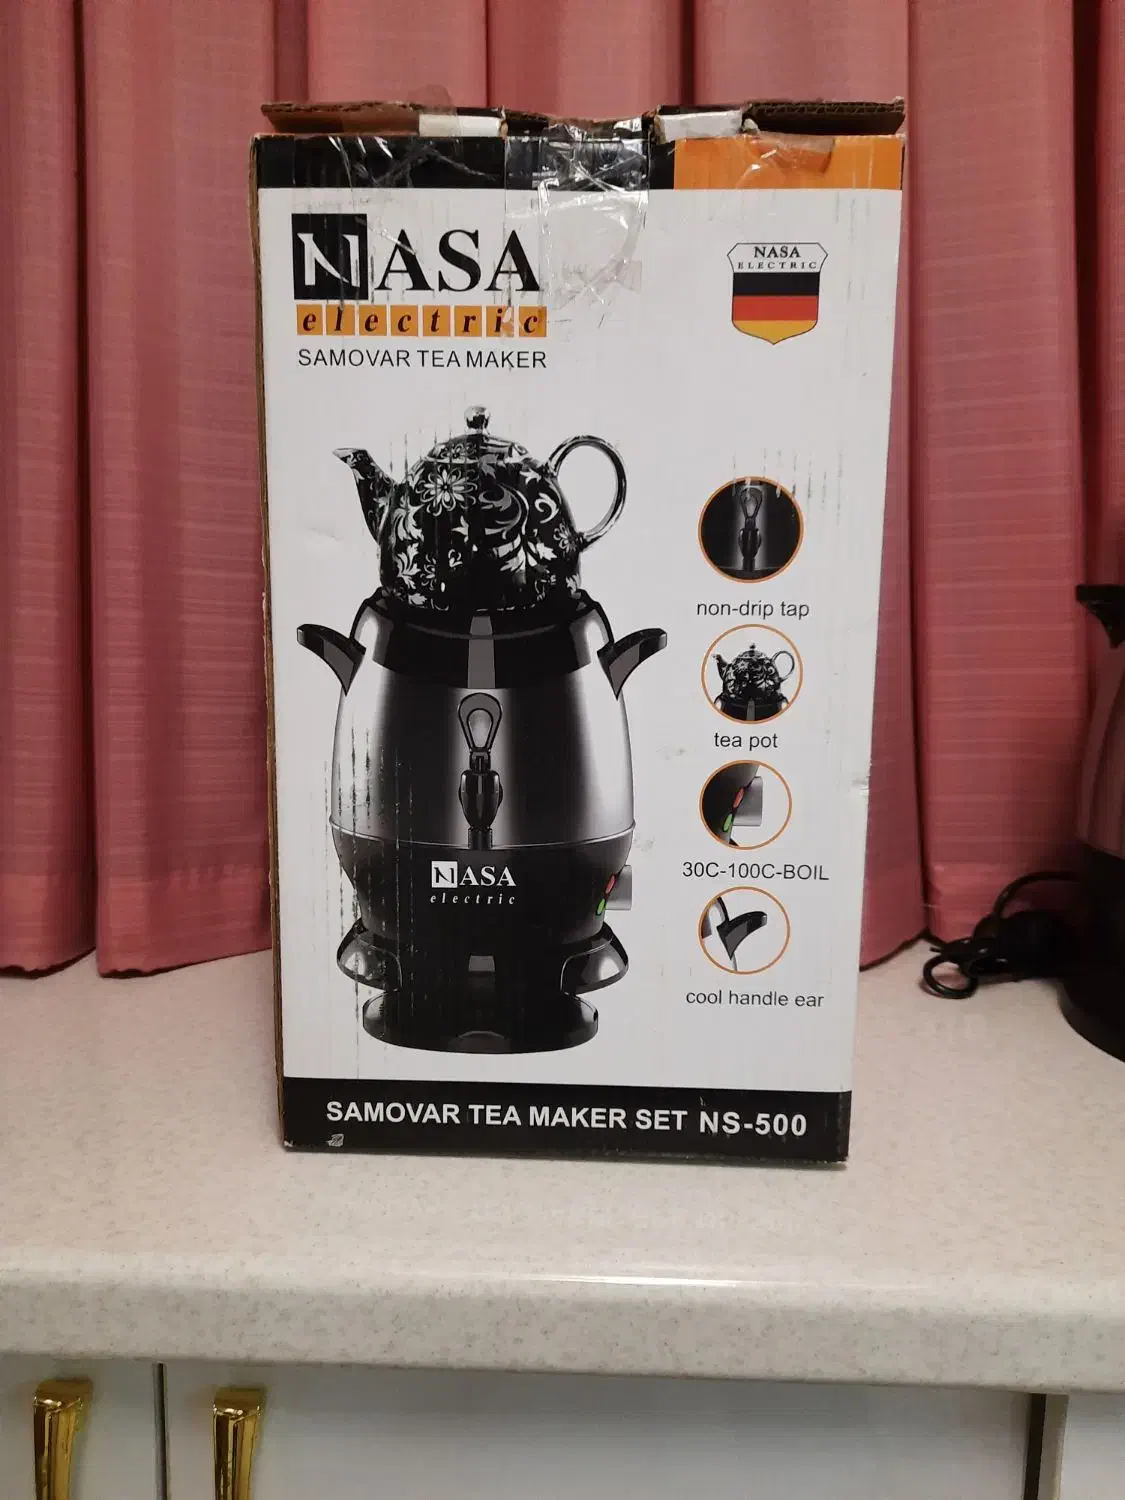 NASA
electric
SAMOVAR TEA MAKER
NASA
ELECTRIC
non-drip tap
tea pot
30C-100C-BOIL
cool handle ear
NASA
electric
SAMOVAR TEA MAKER SET NS-500